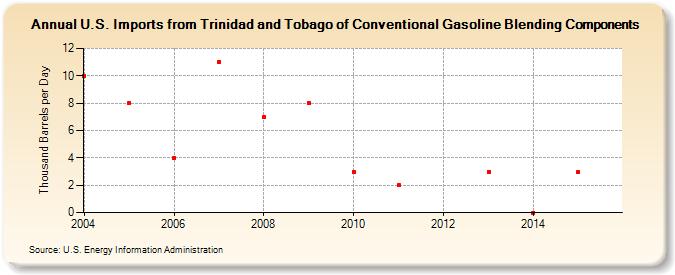 Annual U.S. Imports from Trinidad and Tobago of Conventional Gasoline Blending Components
Thousand Barrels per Day
12
10
8
6
4
2
0
2004 2006 2008 2010 2012 2014
Source: U.S. Energy Information Administration